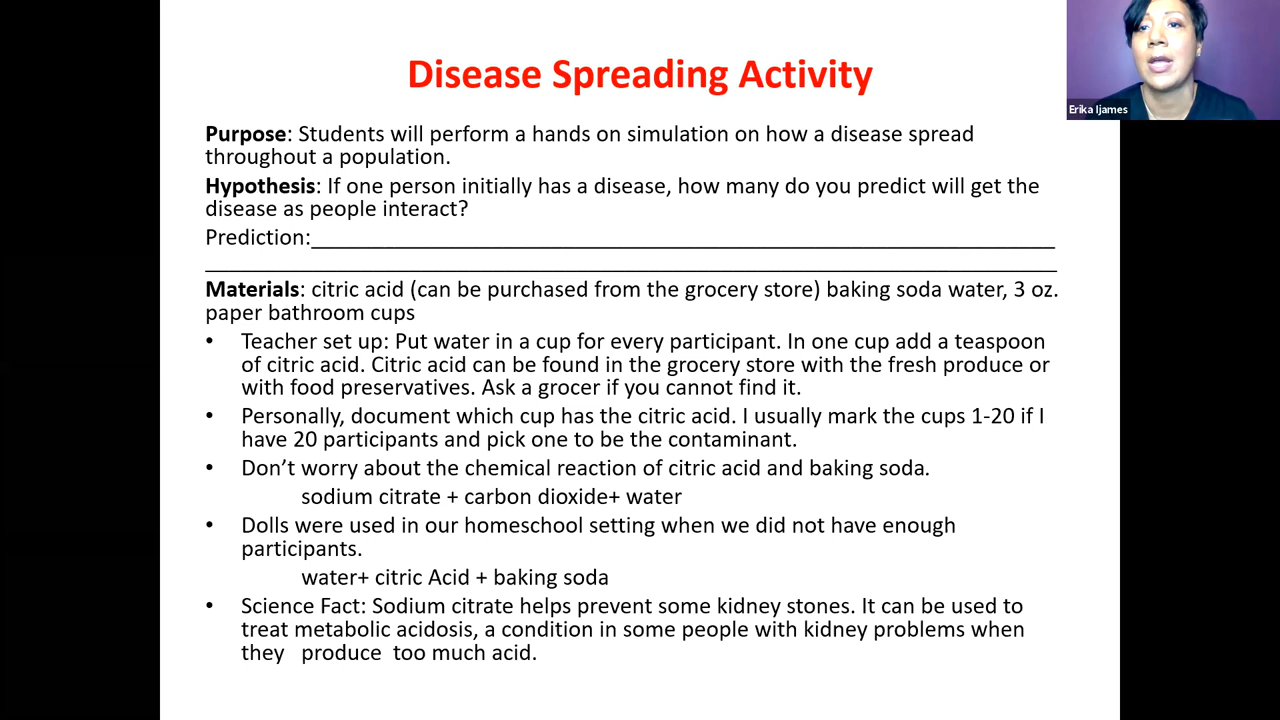 Disease Spreading Activity
Erika Ijames
Purpose: Students will perform a hands on simulation on how a disease spread
throughout a population.
Hypothesis: If one person initially has a disease, how many do you predict will get the
disease as people interact?
Prediction:______________________________________________________________
_______________________________________________________________________
Materials: citric acid (can be purchased from the grocery store) baking soda water, 3 oz.
paper bathroom cups
• Teacher set up: Put water in a cup for every participant. In one cup add a teaspoon
of citric acid. Citric acid can be found in the grocery store with the fresh produce or
with food preservatives. Ask a grocer if you cannot find it.
• Personally, document which cup has the citric acid. I usually mark the cups 1-20 if I
have 20 participants and pick one to be the contaminant.
• Don’t worry about the chemical reaction of citric acid and baking soda.
sodium citrate + carbon dioxide+ water
• Dolls were used in our homeschool setting when we did not have enough
participants.
water+ citric Acid + baking soda
• Science Fact: Sodium citrate helps prevent some kidney stones. It can be used to
treat metabolic acidosis, a condition in some people with kidney problems when
they produce too much acid.